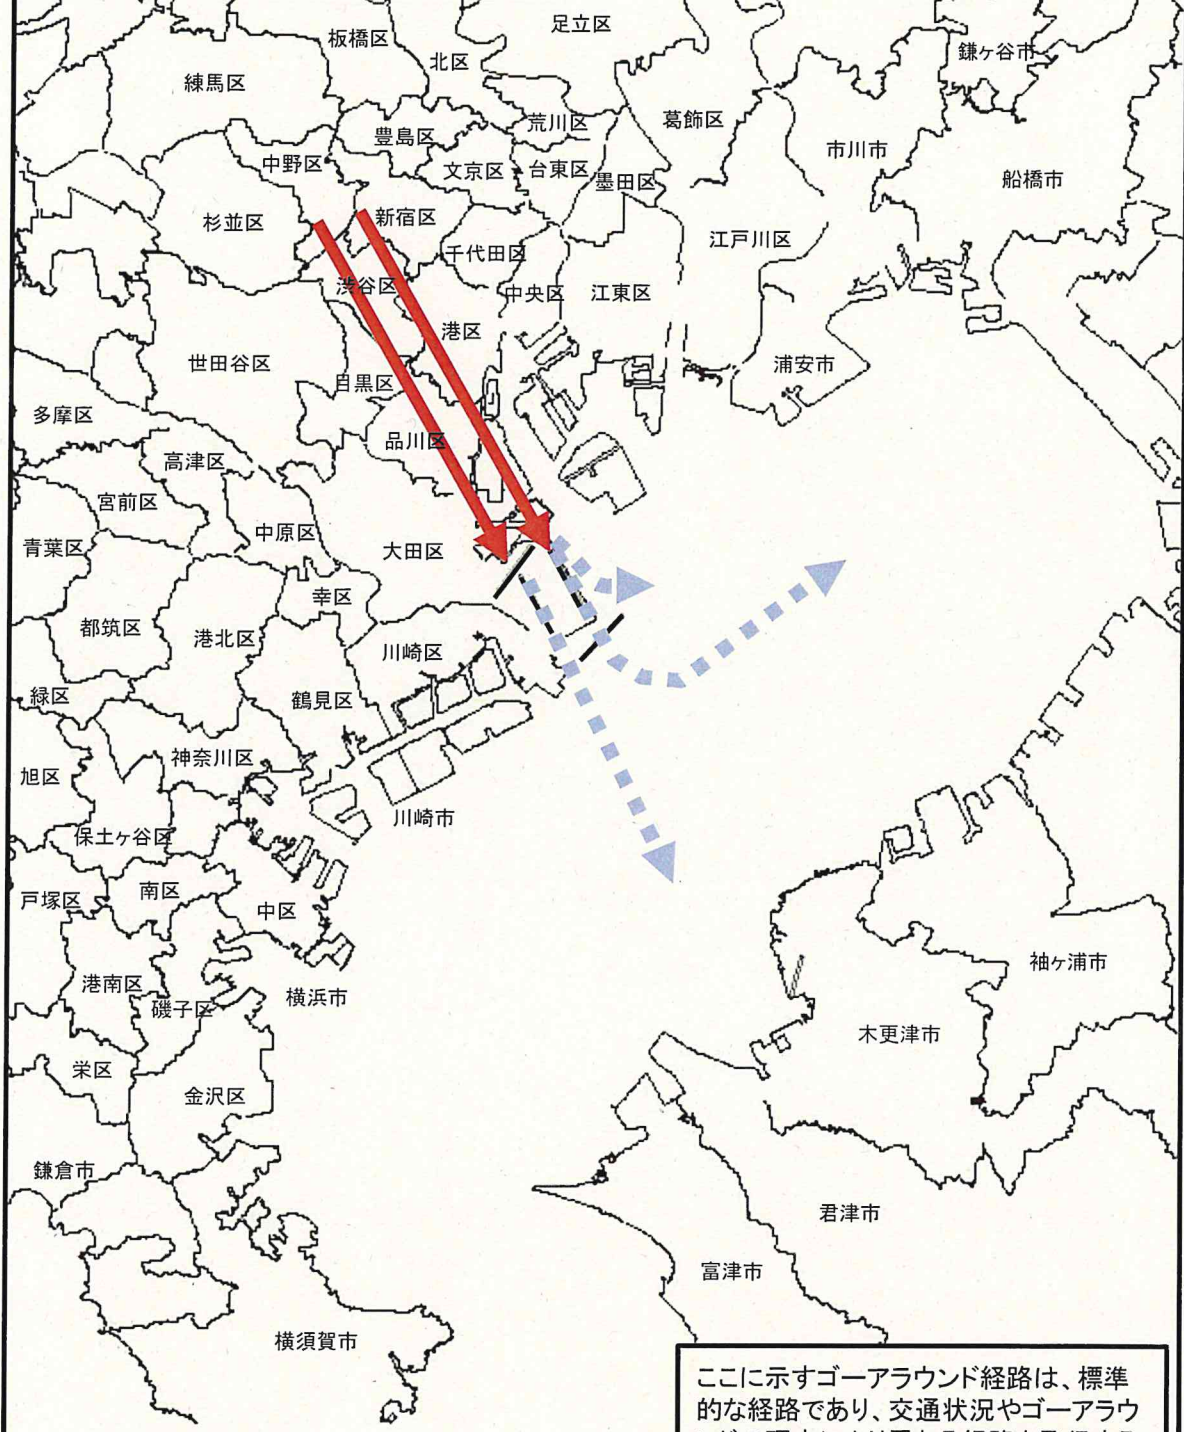 足立区
板橋区
北区
鎌ヶ谷市
練馬区
荒川区
葛飾区
豊島区
市川市
中野区
文京区
台東区
墨田区
船橋市
杉並区
新宿区
千代田区
江戸川区
渋谷区
中央区
江東区
港区
世田谷区
目黒区
浦安市
多摩区
品川区
高津区
宮前区
中原区
青葉区
大田区
幸区
都筑区
港北区
川崎区
緑区
鶴見区
神奈川区
旭区
川崎市
保土ヶ谷区
戸塚区
南区
中区
港南区
磯子区
横浜市
袖ヶ浦市
木更津市
栄区
金沢区
鎌倉市
君津市
富津市
横須賀市
ここに示すゴーアラウンド経路は、標準
的な経路であり、交通状況やゴーアラウ